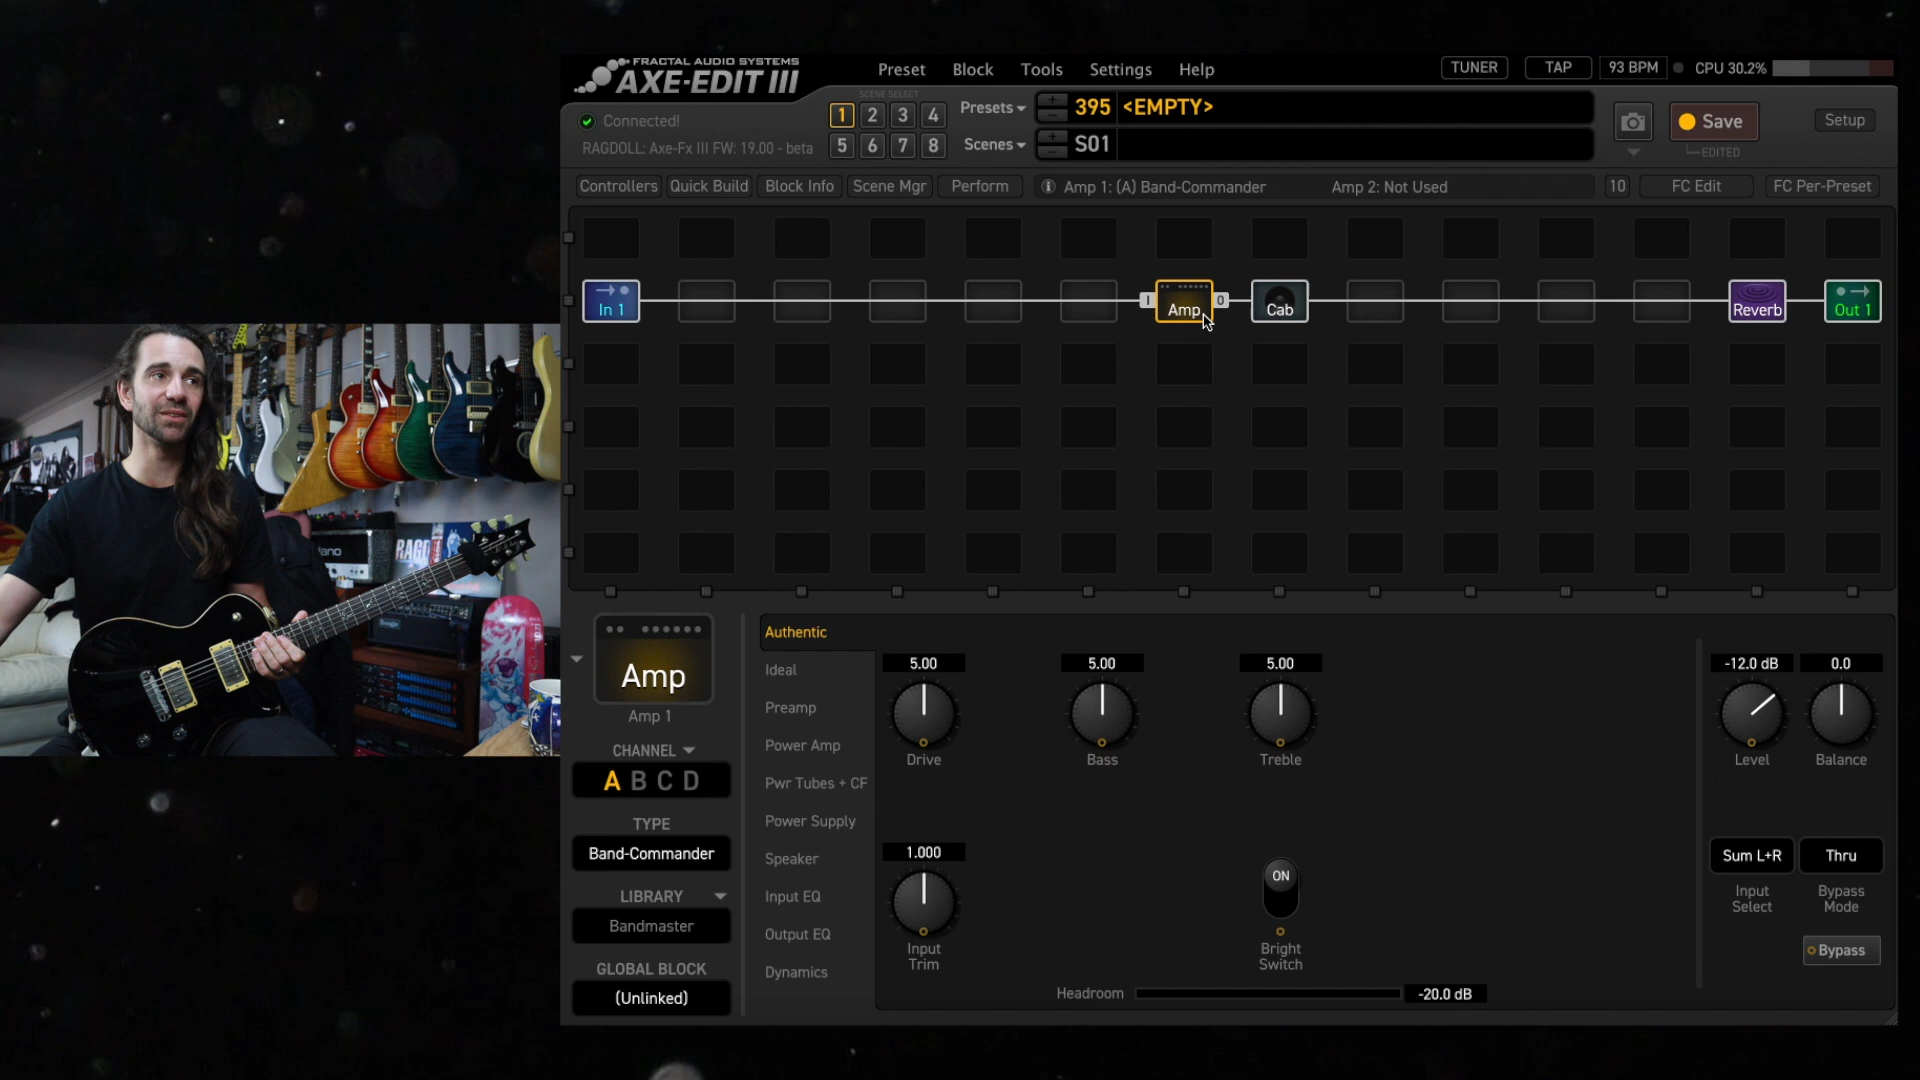 FRACTAL AUDIO SYSTEMS
AXE-EDIT III
Preset Block Tools Settings Help
TUNER TAP 93 BPM CPU 30.2%
SCENE SELECT
Connected!
RAGDOLL: Axe-Fx III FW: 19.00 - beta
1 2 3 4
5 6 7 8
Presets + − 395 <EMPTY>
Scenes + − S01
Save
EDITED
Setup
Controllers Quick Build Block Info Scene Mgr Perform
Amp 1: (A) Band-Commander Amp 2: Not Used
10 FC Edit FC Per-Preset
In 1 I Amp O Cab Reverb Out 1
RAGD
Amp
Amp 1
CHANNEL
A B C D
TYPE
Band-Commander
LIBRARY
Bandmaster
GLOBAL BLOCK
(Unlinked)
Authentic
Ideal
Preamp
Power Amp
Pwr Tubes + CF
Power Supply
Speaker
Input EQ
Output EQ
Dynamics
5.00 5.00 5.00
Drive Bass Treble
1.000
Input
Trim
ON
Bright
Switch
Headroom -20.0 dB
-12.0 dB 0.0
Level Balance
Sum L+R Thru
Input
Select
Bypass
Mode
Bypass